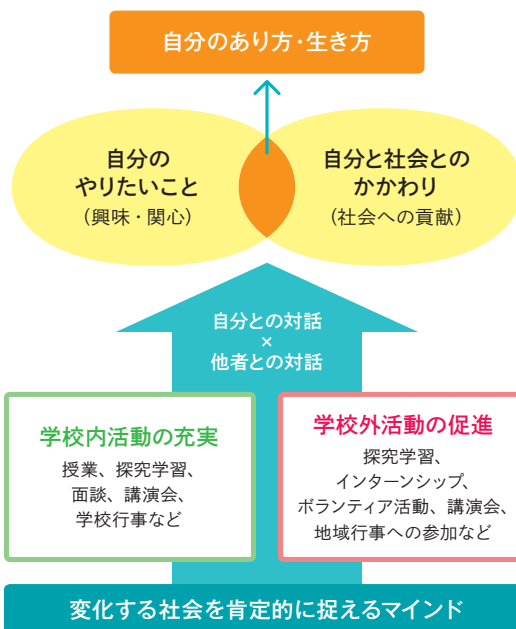 自分のあり方・生き方
自分の
やりたいこと
（興味・関心）
自分と社会との
かかわり
（社会への貢献）
自分との対話
×
他者との対話
学校内活動の充実
授業、探究学習、
面談、講演会、
学校行事など
学校外活動の促進
探究学習、
インターンシップ、
ボランティア活動、講演会、
地域行事への参加など
変化する社会を肯定的に捉えるマインド